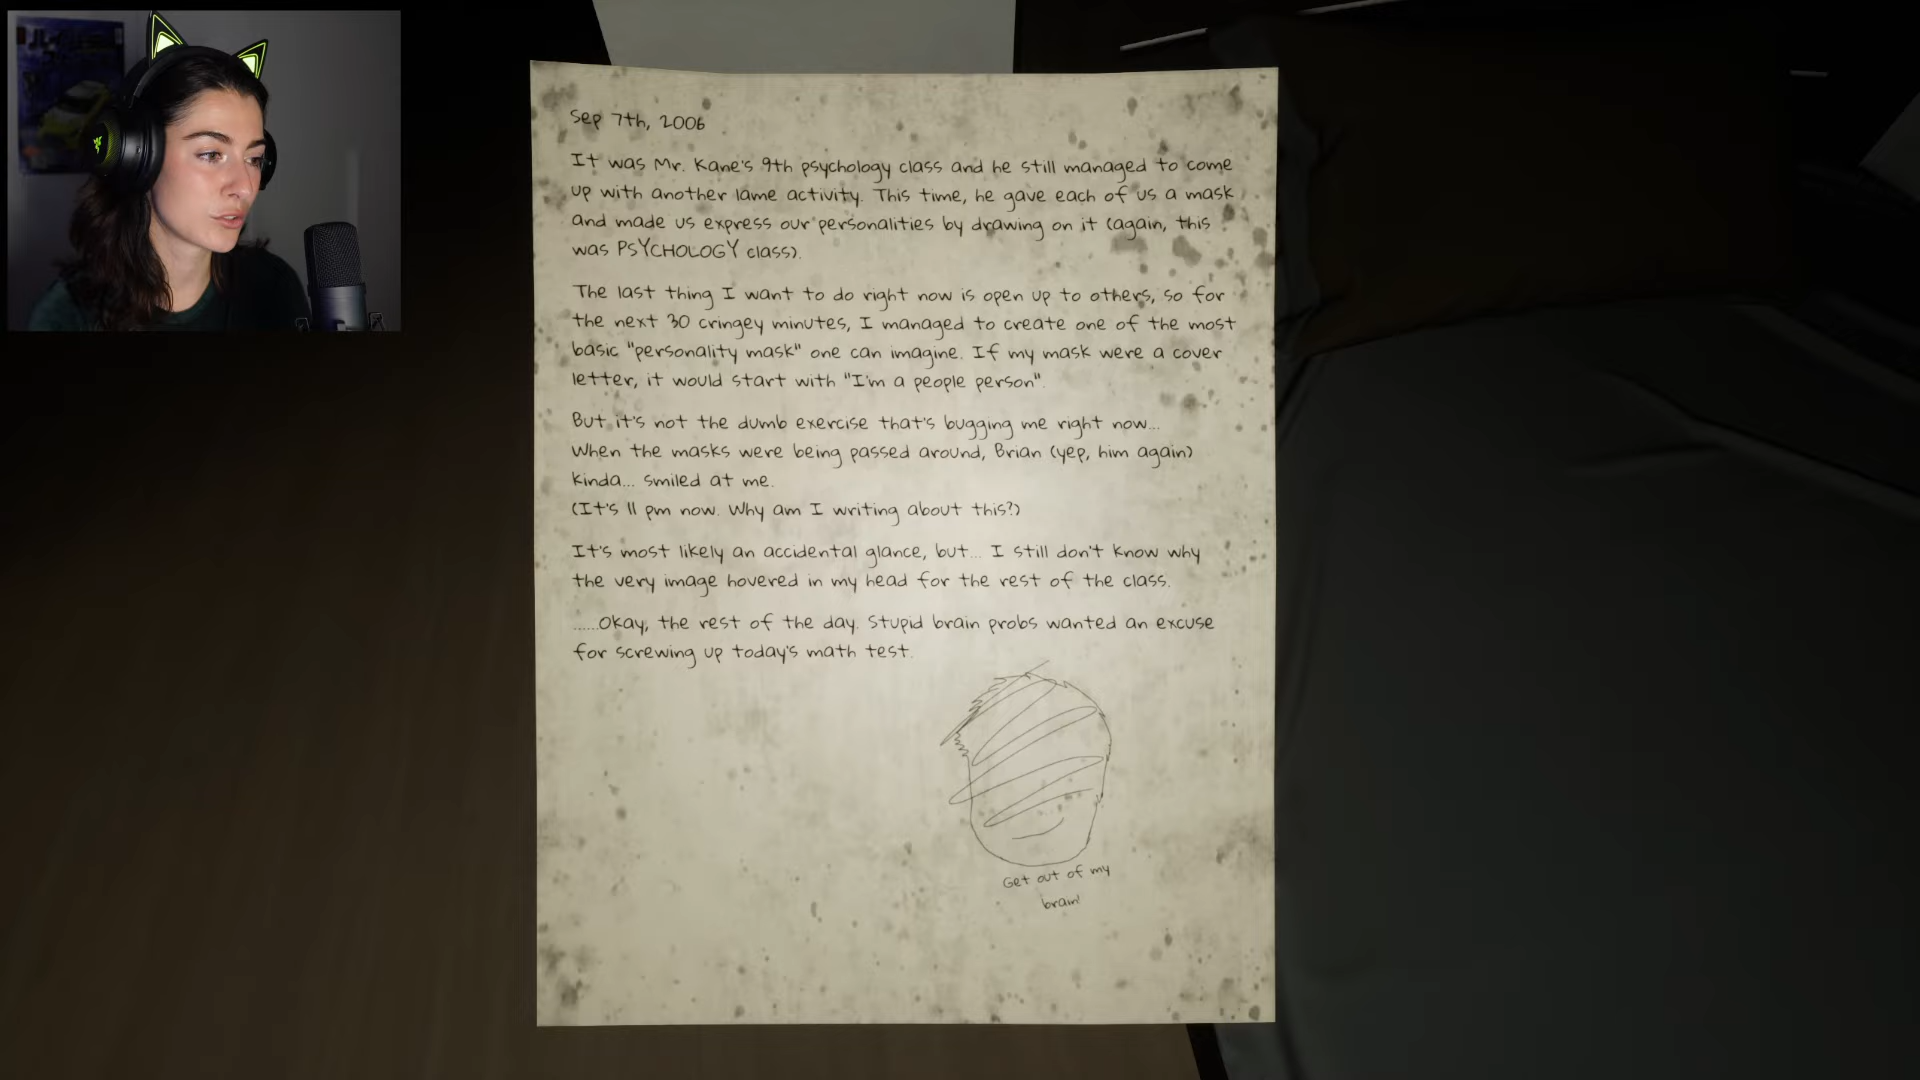 Sep 7th, 2006
It was Mr. Kane's 9th psychology class and he still managed to come
up with another lame activity. This time, he gave each of us a mask
and made us express our personalities by drawing on it (again, this
was PSYCHOLOGY class).
The last thing I want to do right now is open up to others, so for
the next 30 cringey minutes, I managed to create one of the most
basic "personality mask" one can imagine. If my mask were a cover
letter, it would start with "I'm a people person".
But it's not the dumb exercise that's bugging me right now...
When the masks were being passed around, Brian (yep, him again)
kinda... smiled at me.
(It's 11 pm now. Why am I writing about this?)
It's most likely an accidental glance, but... I still don't know why
the very image hovered in my head for the rest of the class.
......Okay, the rest of the day. Stupid brain probs wanted an excuse
for screwing up today's math test.
Get out of my
brain!